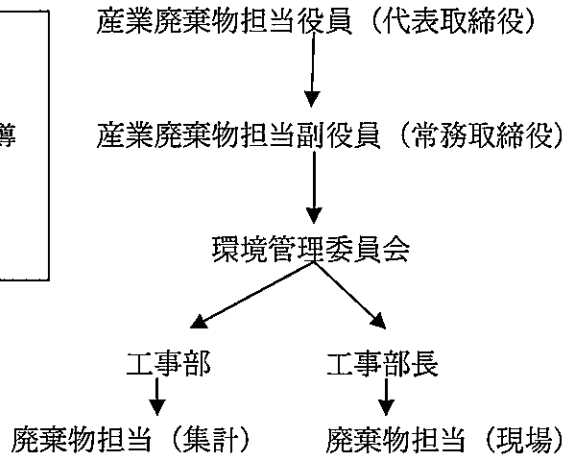 産業廃棄物担当役員（代表取締役）
導
産業廃棄物担当副役員（常務取締役）
環境管理委員会
工事部
工事部長
廃棄物担当（集計）
廃棄物担当（現場）